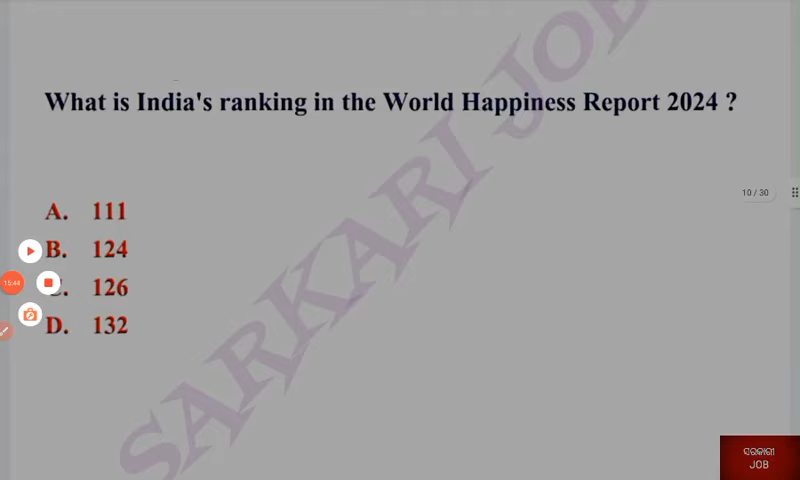 What is India's ranking in the World Happiness Report 2024 ?
10 / 30
A. 111
B. 124
15:44
. 126
D. 132
SARKARI JOB
ସରକାରୀ
JOB